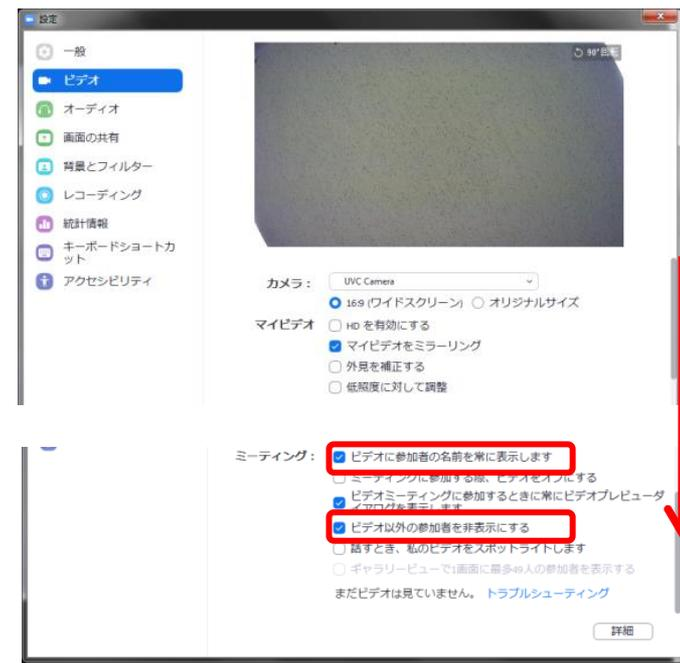 設定
一般
ビデオ
オーディオ
画面の共有
背景とフィルター
レコーディング
統計情報
キーボードショートカ
ット
アクセシビリティ
90°回転
カメラ：
UVC Camera
16:9 (ワイドスクリーン)
オリジナルサイズ
マイビデオ
HD を有効にする
マイビデオをミラーリング
外見を補正する
低照度に対して調整
ミーティング：
ビデオに参加者の名前を常に表示します
ミーティングに参加する際、ビデオをオフにする
ビデオミーティングに参加するときに常にビデオプレビューダ
イアログを表示します
ビデオ以外の参加者を非表示にする
話すとき、私のビデオをスポットライトします
ギャラリービューで1画面に最多49人の参加者を表示する
まだビデオは見ていません。 トラブルシューティング
詳細